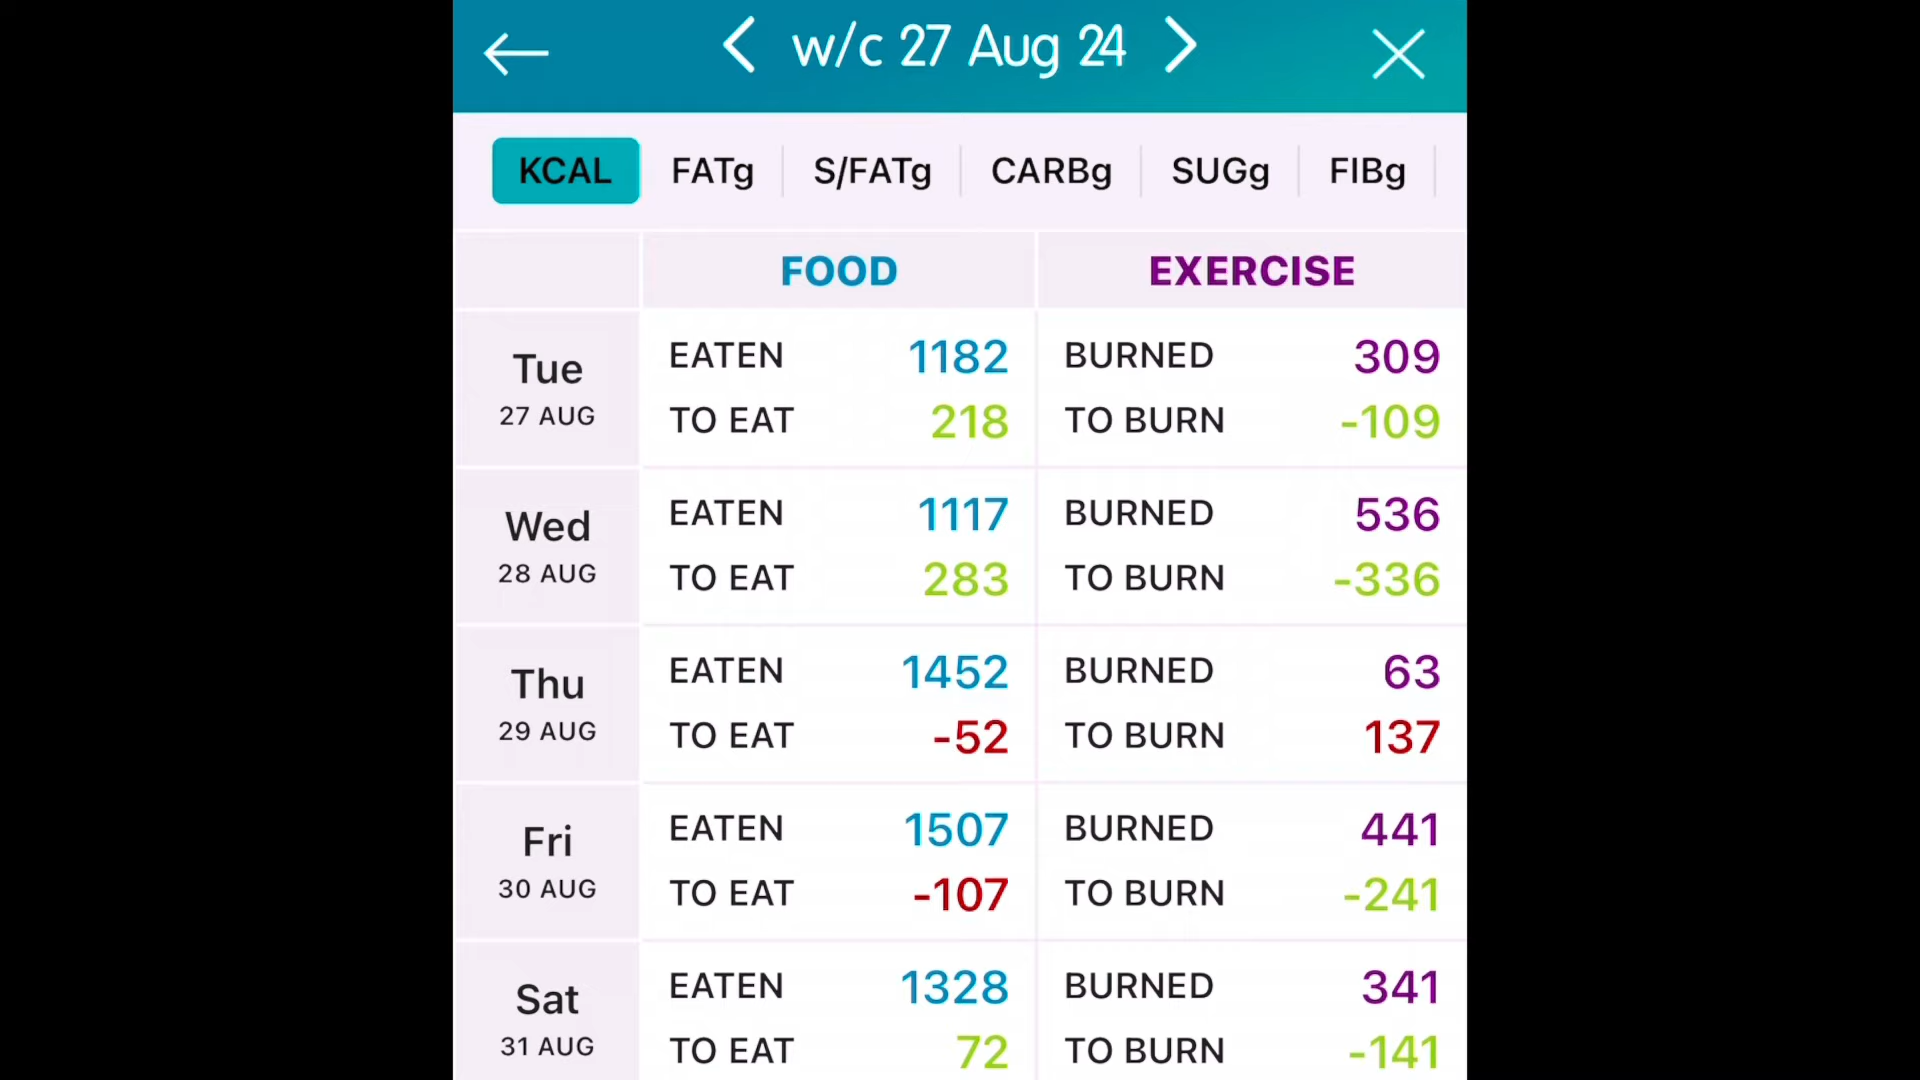 w/c 27 Aug 24
KCAL FATg S/FATg CARBg SUGg FIBg
FOOD EXERCISE
Tue
27 AUG
EATEN 1182 BURNED 309
TO EAT 218 TO BURN -109
Wed
28 AUG
EATEN 1117 BURNED 536
TO EAT 283 TO BURN -336
Thu
29 AUG
EATEN 1452 BURNED 63
TO EAT -52 TO BURN 137
Fri
30 AUG
EATEN 1507 BURNED 441
TO EAT -107 TO BURN -241
Sat
31 AUG
EATEN 1328 BURNED 341
TO EAT 72 TO BURN -141